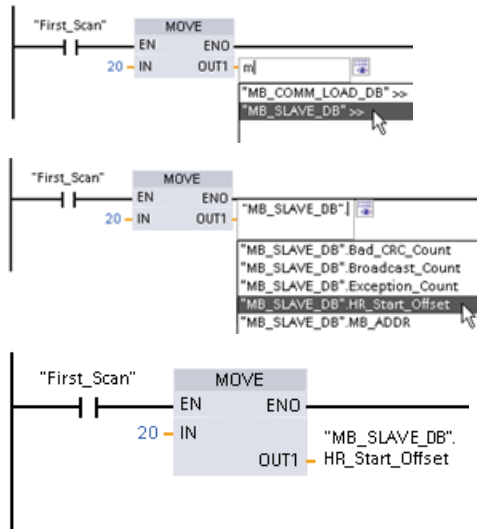 "First_Scan"
MOVE
EN ENO
20 IN OUT1 m
"MB_COMM_LOAD_DB" >>
"MB_SLAVE_DB" >>
"First_Scan"
MOVE
EN ENO
20 IN OUT1 "MB_SLAVE_DB".
"MB_SLAVE_DB".Bad_CRC_Count
"MB_SLAVE_DB".Broadcast_Count
"MB_SLAVE_DB".Exception_Count
"MB_SLAVE_DB".HR_Start_Offset
"MB_SLAVE_DB".MB_ADDR
"First_Scan"
MOVE
EN ENO
20 IN
"MB_SLAVE_DB".
OUT1 HR_Start_Offset